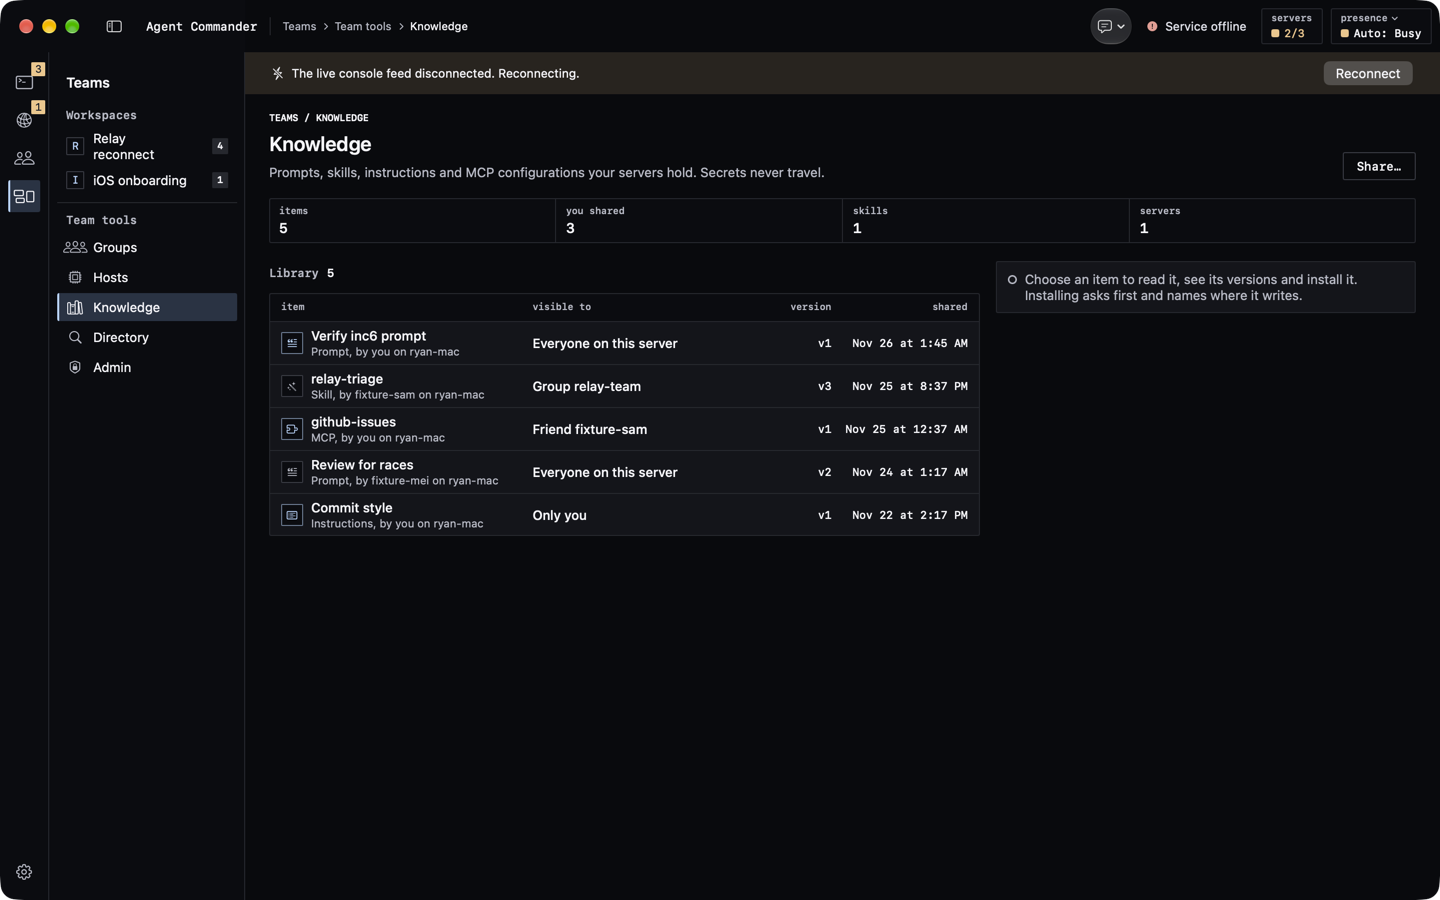 Agent Commander
Teams > Team tools > Knowledge
Service offline
servers
2/3
presence
Auto: Busy
3
1
Teams
Workspaces
R Relay reconnect 4
I iOS onboarding 1
Team tools
Groups
Hosts
Knowledge
Directory
Admin
The live console feed disconnected. Reconnecting.
Reconnect
TEAMS / KNOWLEDGE
Knowledge
Prompts, skills, instructions and MCP configurations your servers hold. Secrets never travel.
Share…
items
5
you shared
3
skills
1
servers
1
Library 5
item visible to version shared
Verify inc6 prompt
Prompt, by you on ryan-mac
Everyone on this server v1 Nov 26 at 1:45 AM
relay-triage
Skill, by fixture-sam on ryan-mac
Group relay-team v3 Nov 25 at 8:37 PM
github-issues
MCP, by you on ryan-mac
Friend fixture-sam v1 Nov 25 at 12:37 AM
Review for races
Prompt, by fixture-mei on ryan-mac
Everyone on this server v2 Nov 24 at 1:17 AM
Commit style
Instructions, by you on ryan-mac
Only you v1 Nov 22 at 2:17 PM
Choose an item to read it, see its versions and install it.
Installing asks first and names where it writes.